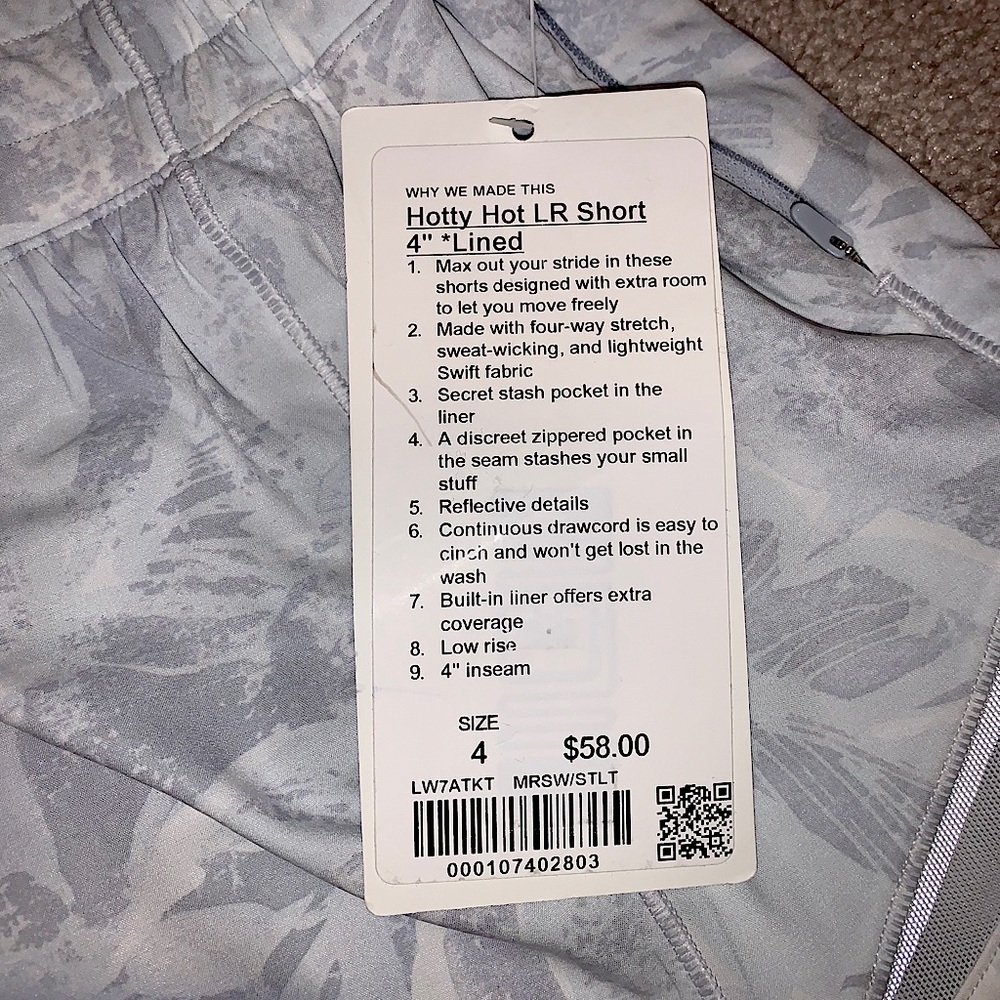 WHY WE MADE THIS
Hotty Hot LR Short
4" *Lined
1. Max out your stride in these
shorts designed with extra room
to let you move freely
2. Made with four-way stretch,
sweat-wicking, and lightweight
Swift fabric
3. Secret stash pocket in the
liner
4. A discreet zippered pocket in
the seam stashes your small
stuff
5. Reflective details
6. Continuous drawcord is easy to
cinch and won't get lost in the
wash
7. Built-in liner offers extra
coverage
8. Low rise
9. 4" inseam
SIZE
4 $58.00
LW7ATKT MRSW/STLT
000107402803